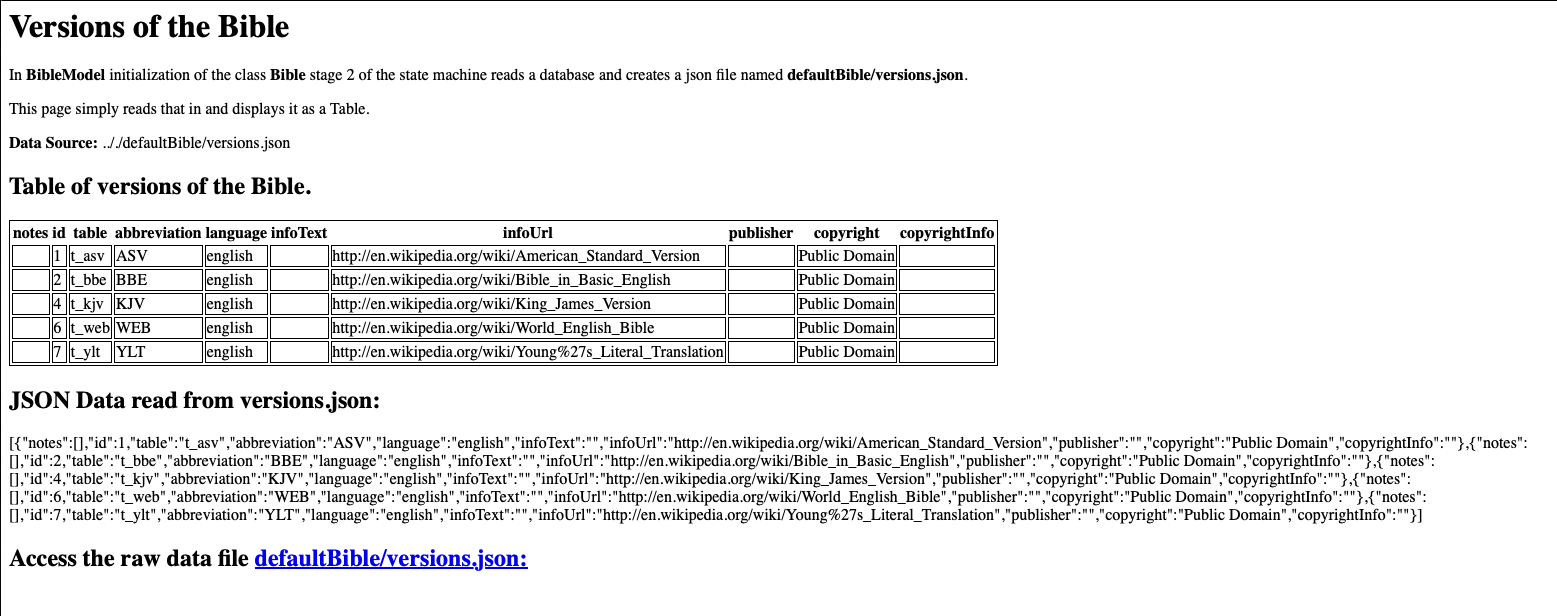 Versions of the Bible
In BibleModel initialization of the class Bible stage 2 of the state machine reads a database and creates a json file named defaultBible/versions.json.
This page simply reads that in and displays it as a Table.
Data Source: .././defaultBible/versions.json
Table of versions of the Bible.
notes id table abbreviation language infoText infoUrl publisher copyright copyrightInfo
1 t_asv ASV english http://en.wikipedia.org/wiki/American_Standard_Version Public Domain
2 t_bbe BBE english http://en.wikipedia.org/wiki/Bible_in_Basic_English Public Domain
4 t_kjv KJV english http://en.wikipedia.org/wiki/King_James_Version Public Domain
6 t_web WEB english http://en.wikipedia.org/wiki/World_English_Bible Public Domain
7 t_ylt YLT english http://en.wikipedia.org/wiki/Young%27s_Literal_Translation Public Domain
JSON Data read from versions.json:
[{"notes":[],"id":1,"table":"t_asv","abbreviation":"ASV","language":"english","infoText":"","infoUrl":"http://en.wikipedia.org/wiki/American_Standard_Version","publisher":"","copyright":"Public Domain","copyrightInfo":""},{"notes":
[],"id":2,"table":"t_bbe","abbreviation":"BBE","language":"english","infoText":"","infoUrl":"http://en.wikipedia.org/wiki/Bible_in_Basic_English","publisher":"","copyright":"Public Domain","copyrightInfo":""},{"notes":
[],"id":4,"table":"t_kjv","abbreviation":"KJV","language":"english","infoText":"","infoUrl":"http://en.wikipedia.org/wiki/King_James_Version","publisher":"","copyright":"Public Domain","copyrightInfo":""},{"notes":
[],"id":6,"table":"t_web","abbreviation":"WEB","language":"english","infoText":"","infoUrl":"http://en.wikipedia.org/wiki/World_English_Bible","publisher":"","copyright":"Public Domain","copyrightInfo":""},{"notes":
[],"id":7,"table":"t_ylt","abbreviation":"YLT","language":"english","infoText":"","infoUrl":"http://en.wikipedia.org/wiki/Young%27s_Literal_Translation","publisher":"","copyright":"Public Domain","copyrightInfo":""}]
Access the raw data file defaultBible/versions.json: